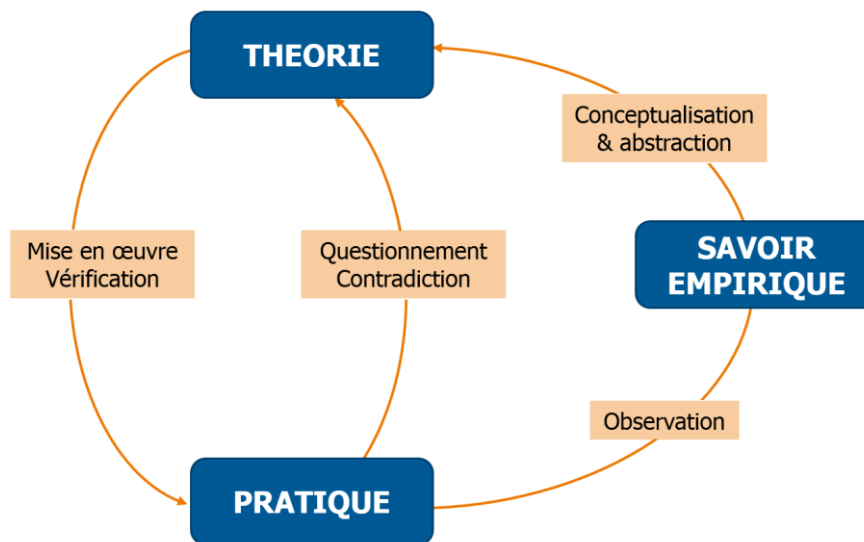 THEORIE
Conceptualisation
& abstraction
Mise en œuvre
Vérification
Questionnement
Contradiction
SAVOIR
EMPIRIQUE
Observation
PRATIQUE